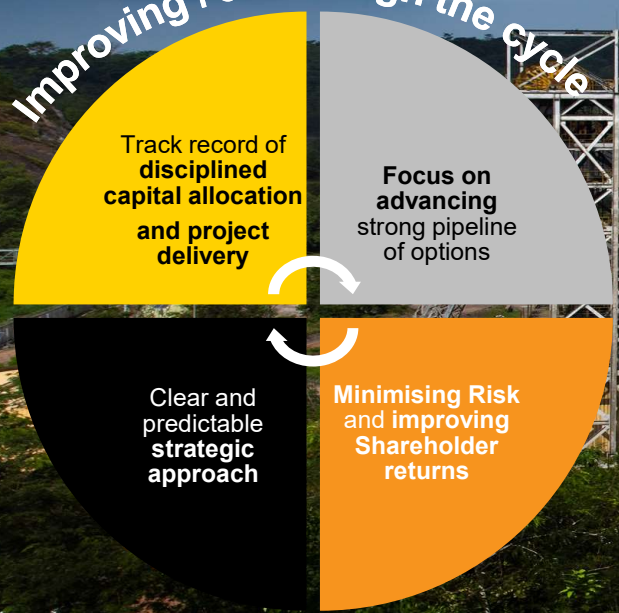 Improving the cycle
Track record of
disciplined
capital allocation
and project
delivery
Focus on
advancing
strong pipeline
of options
Clear and
predictable
strategic
approach
Minimising Risk
and improving
Shareholder
returns